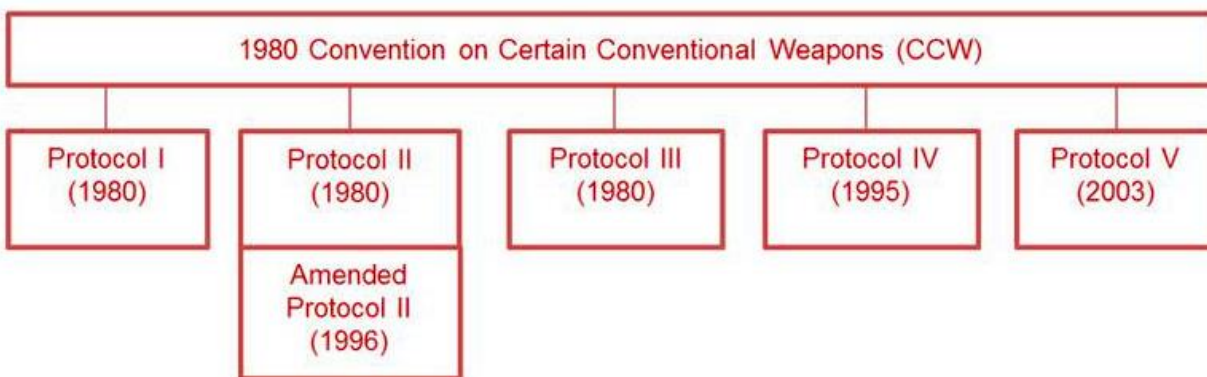 1980 Convention on Certain Conventional Weapons (CCW)
Protocol I
(1980)
Protocol II
(1980)
Amended
Protocol II
(1996)
Protocol III
(1980)
Protocol IV
(1995)
Protocol V
(2003)